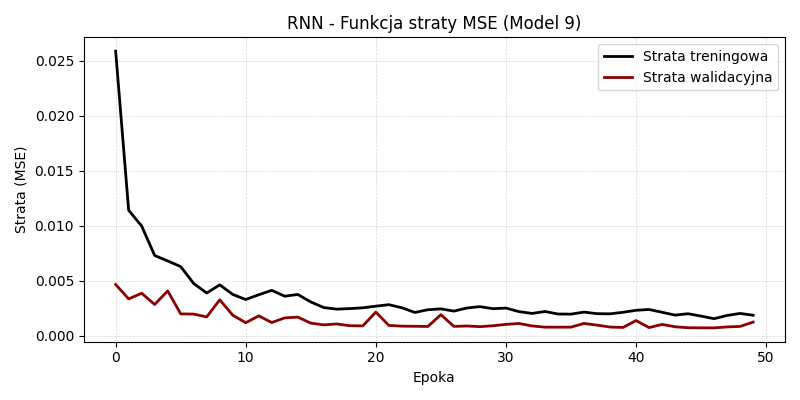 RNN - Funkcja straty MSE (Model 9)
Strata treningowa
Strata walidacyjna
Strata (MSE)
0.025
0.020
0.015
0.010
0.005
0.000
0 10 20 30 40 50
Epoka